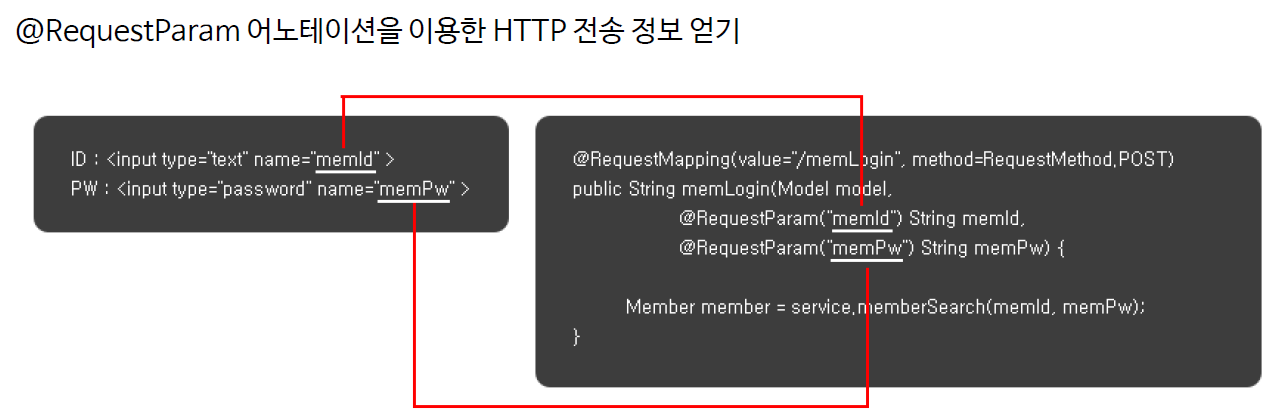 @RequestParam 어노테이션을 이용한 HTTP 전송 정보 얻기
ID : <input type="text" name="memId" >
PW : <input type="password" name="memPw" >
@RequestMapping(value="/memLogin", method=RequestMethod.POST)
public String memLogin(Model model,
@RequestParam("memId") String memId,
@RequestParam("memPw") String memPw) {
Member member = service.memberSearch(memId, memPw);
}